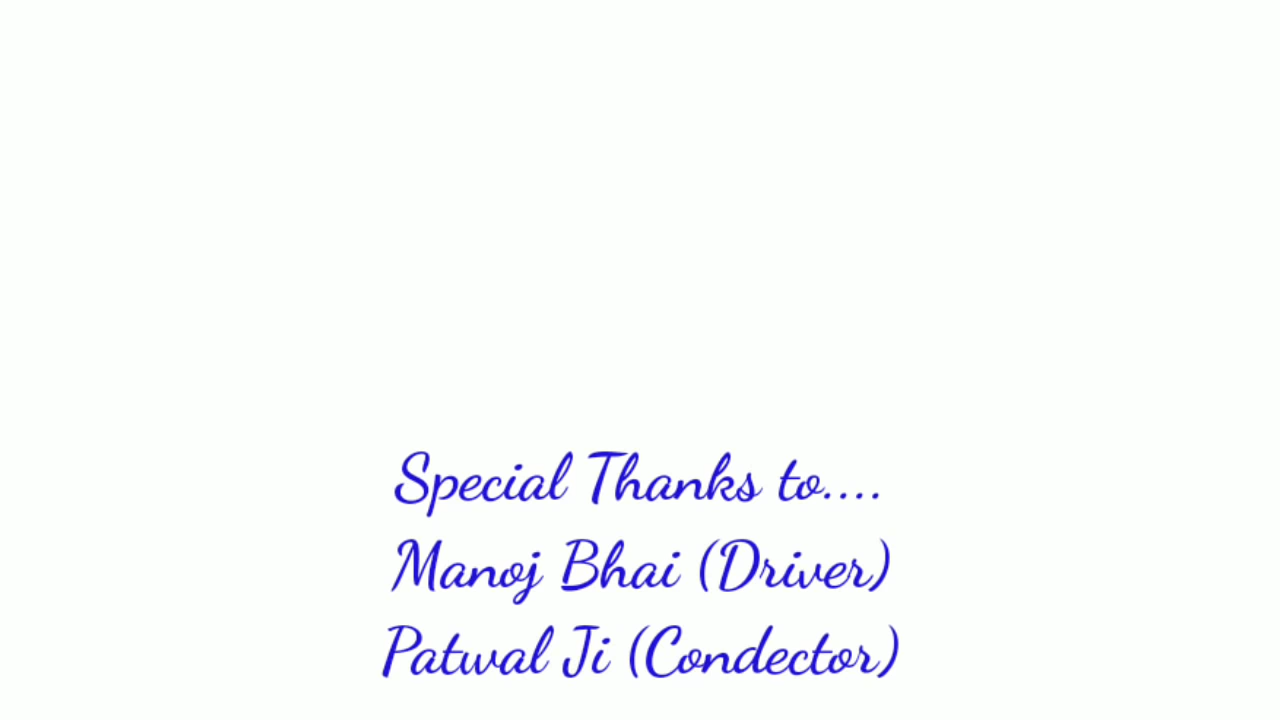 Special Thanks to....
Manoj Bhai (Driver)
Patwal Ji (Condector)